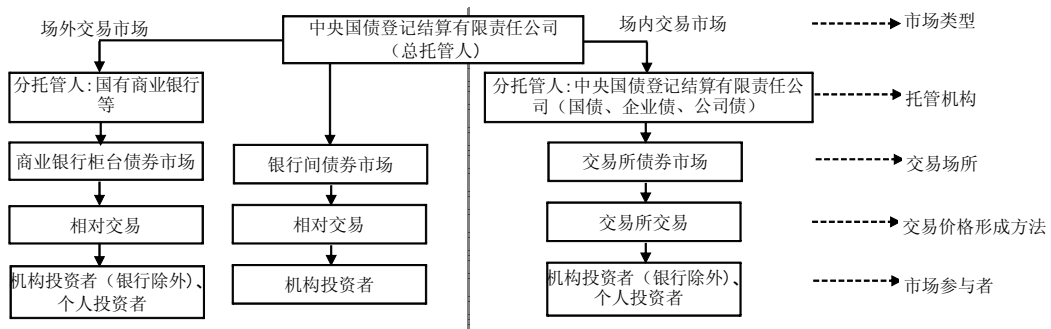 场外交易市场
中央国债登记结算有限责任公司
（总托管人）
场内交易市场
市场类型
分托管人:国有商业银行
等
分托管人:中央国债登记结算有限责任公
司（国债、企业债、公司债）
托管机构
商业银行柜台债券市场
银行间债券市场
交易所债券市场
交易场所
相对交易
相对交易
交易所交易
交易价格形成方法
机构投资者（银行除外）、
个人投资者
机构投资者
机构投资者（银行除外）、
个人投资者
市场参与者